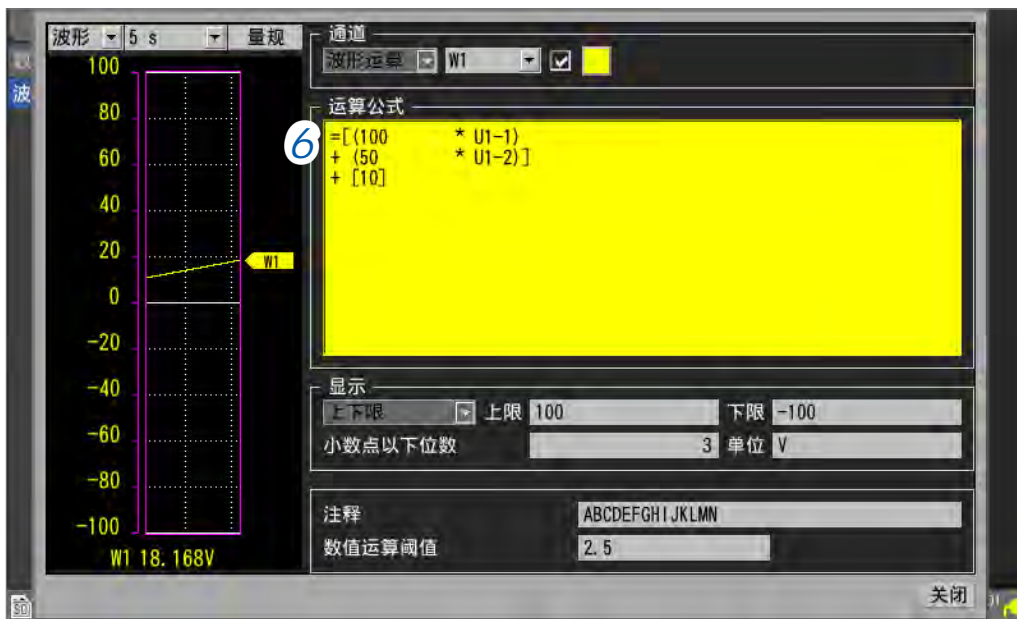 波形 5 s 量规
100
80
60
40
20
0
-20
-40
-60
-80
-100
W1
W1 18.168V
波
通道
波形运算 W1
运算公式
6
=[(100 * U1-1)
+ (50 * U1-2)]
+ [10]
显示
上下限 上限 100 下限 -100
小数点以下位数 3 单位 V
注释 ABCDEFGHIJKLMN
数值运算阈值 2.5
关闭
SD